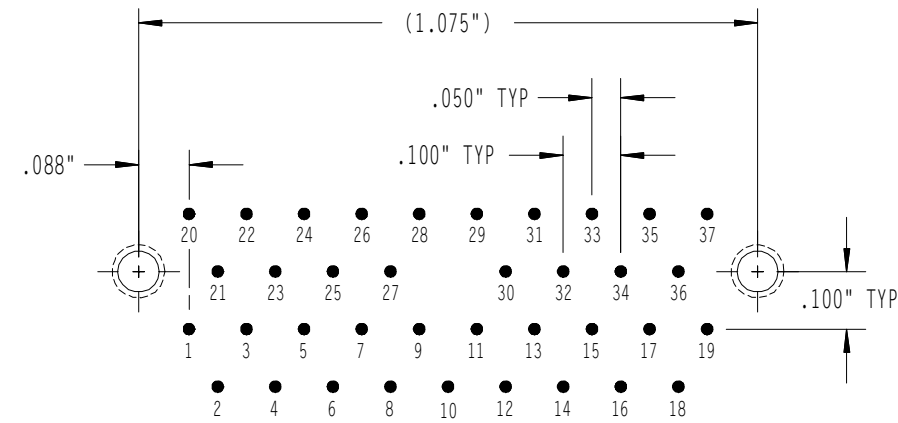 (1.075")
.050" TYP
.100" TYP
.088"
20 22 24 26 28 29 31 33 35 37
21 23 25 27 30 32 34 36
.100" TYP
1 3 5 7 9 11 13 15 17 19
2 4 6 8 10 12 14 16 18